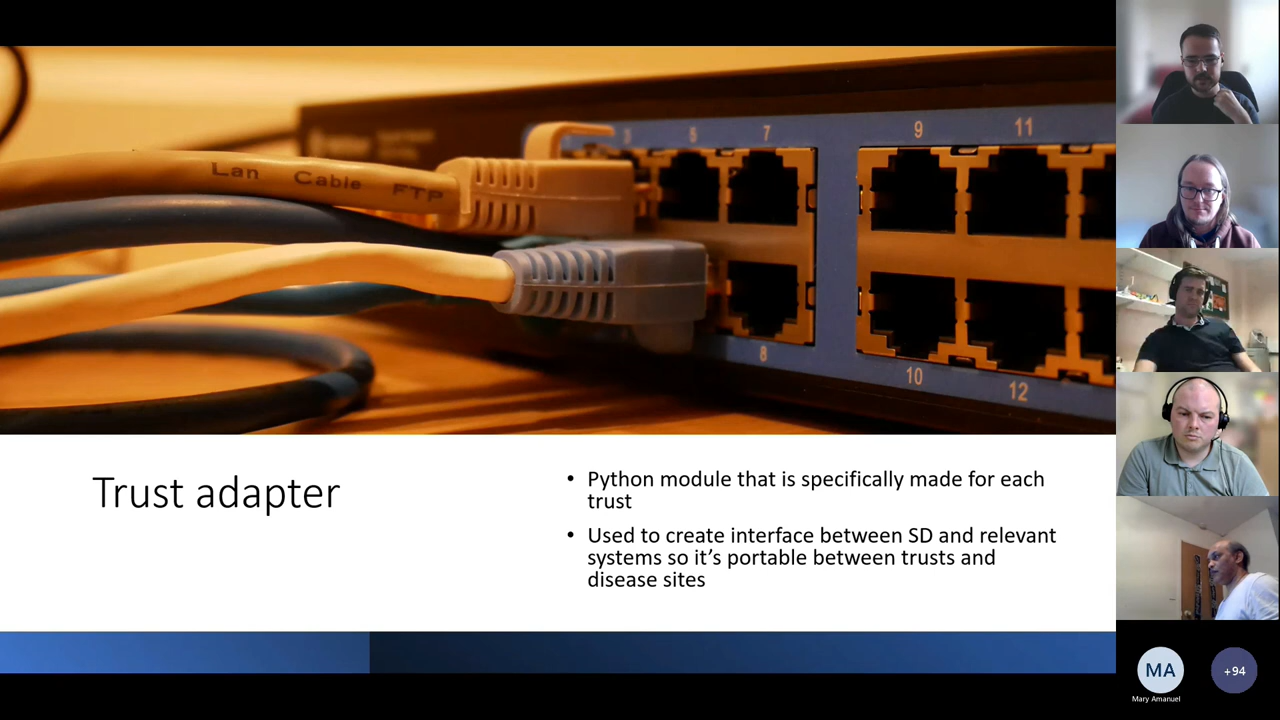 Lan Cable FTP
3 5 7 9 11
8 10 12
Trust adapter
• Python module that is specifically made for each
trust
• Used to create interface between SD and relevant
systems so it’s portable between trusts and
disease sites
MA
+94
Mary Amanuel